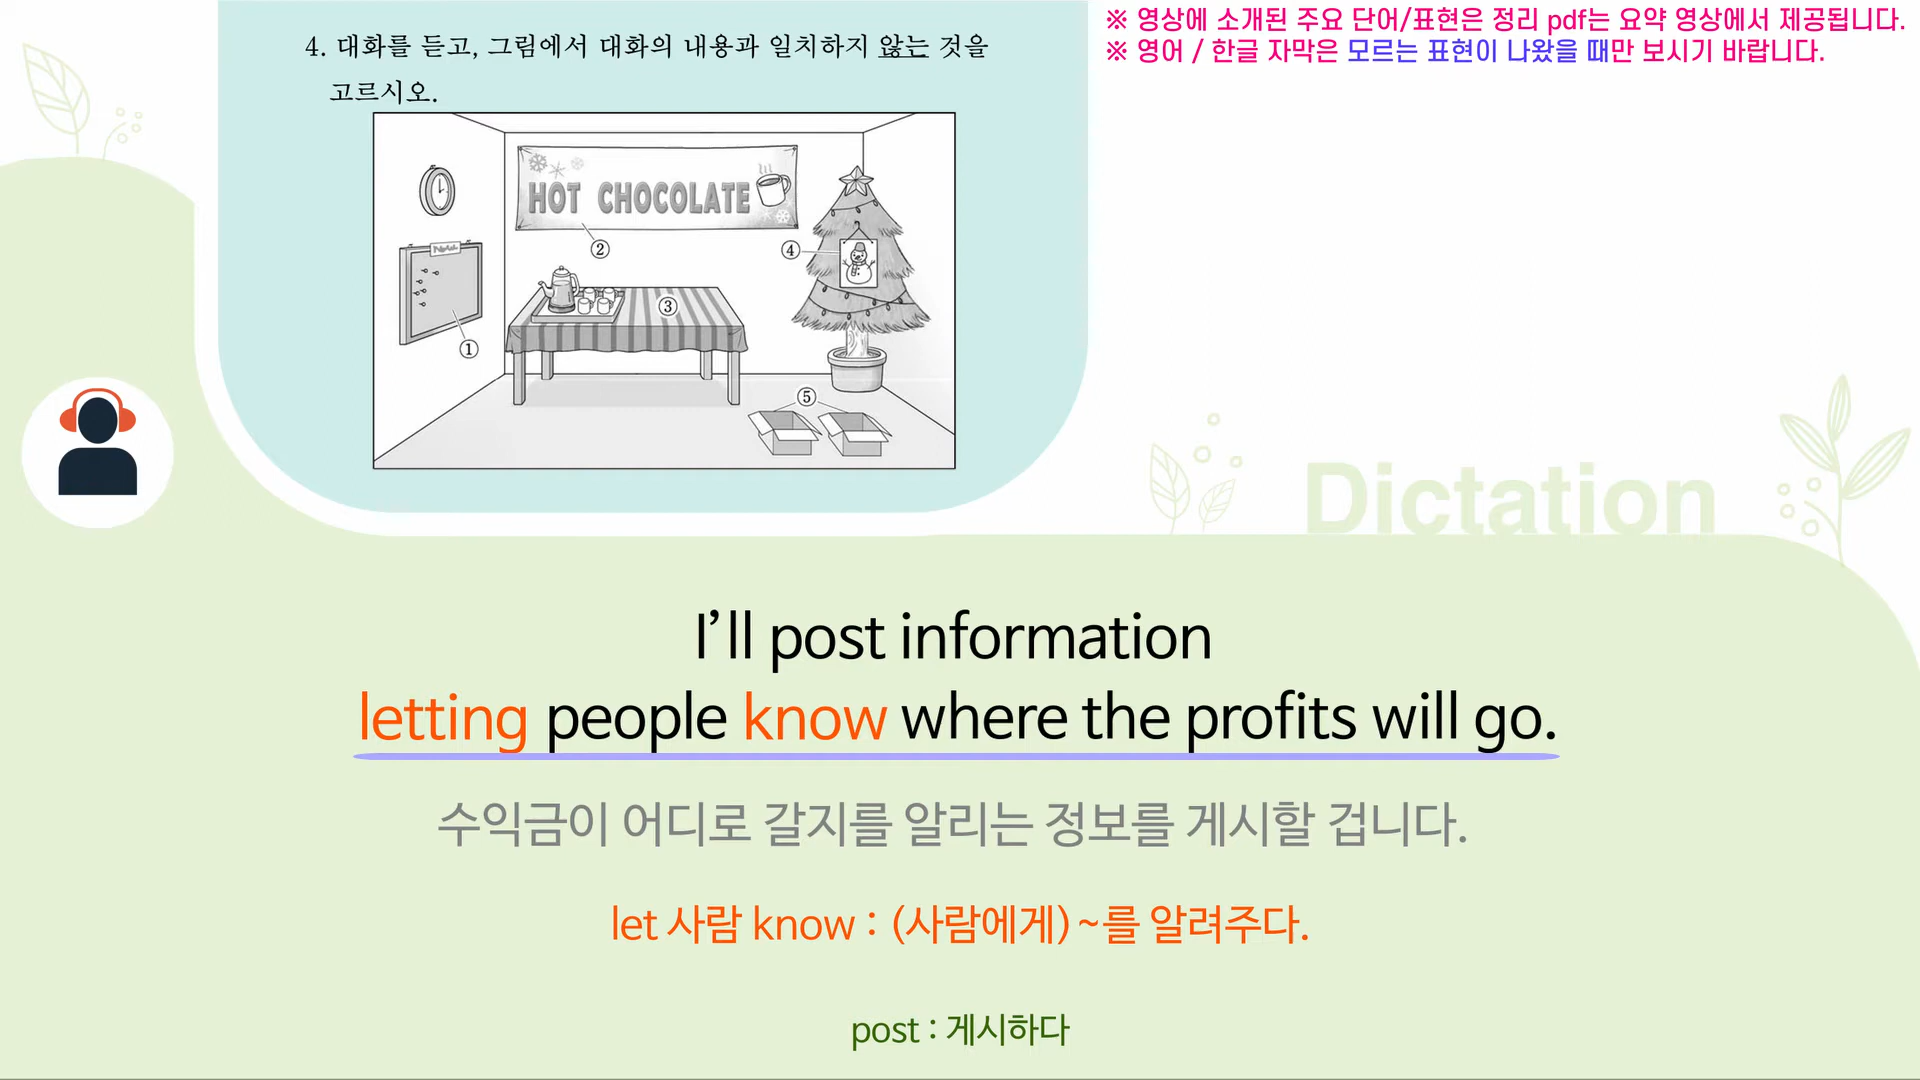 ※ 영상에 소개된 주요 단어/표현은 정리 pdf는 요약 영상에서 제공됩니다.
※ 영어 / 한글 자막은 모르는 표현이 나왔을 때만 보시기 바랍니다.
4. 대화를 듣고, 그림에서 대화의 내용과 일치하지 않는 것을
고르시오.
HOT CHOCOLATE
②
④
③
①
⑤
Dictation
I’ll post information
letting people know where the profits will go.
수익금이 어디로 갈지를 알리는 정보를 게시할 겁니다.
let 사람 know : (사람에게) ~를 알려주다.
post : 게시하다